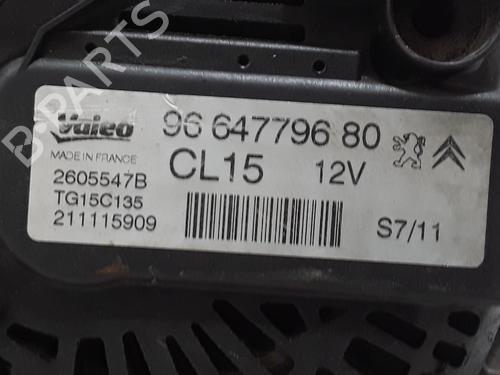 B-PARTS
Valeo
96 647796 80
MADE IN FRANCE
CL15 12V
2605547B
TG15C135
211115909
S7/11